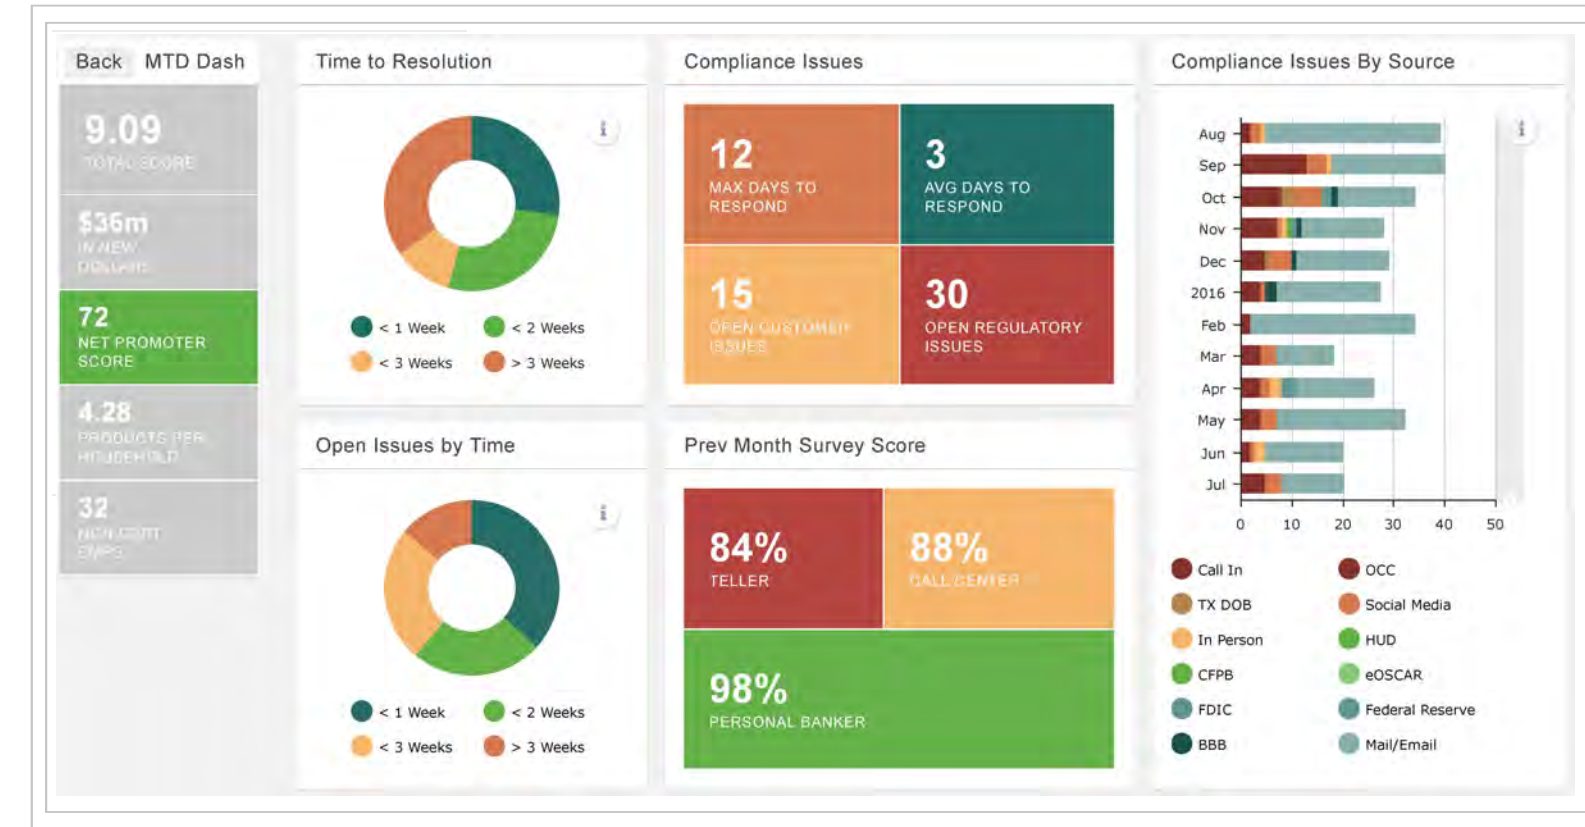 Back MTD Dash
9.09
TOTAL SCORE
$36m
IN NEW
DOLLARS
72
NET PROMOTER
SCORE
4.28
PRODUCTS PER
HOUSEHOLD
32
NON CORT
EMPS
Time to Resolution
i
< 1 Week
< 2 Weeks
< 3 Weeks
> 3 Weeks
Open Issues by Time
i
< 1 Week
< 2 Weeks
< 3 Weeks
> 3 Weeks
Compliance Issues
12
MAX DAYS TO
RESPOND
3
AVG DAYS TO
RESPOND
15
OPEN CUSTOMER
ISSUES
30
OPEN REGULATORY
ISSUES
Prev Month Survey Score
84%
TELLER
88%
CALL CENTER
98%
PERSONAL BANKER
Compliance Issues By Source
i
Aug
Sep
Oct
Nov
Dec
2016
Feb
Mar
Apr
May
Jun
Jul
0 10 20 30 40 50
Call In
OCC
TX DOB
Social Media
In Person
HUD
CFPB
eOSCAR
FDIC
Federal Reserve
BBB
Mail/Email